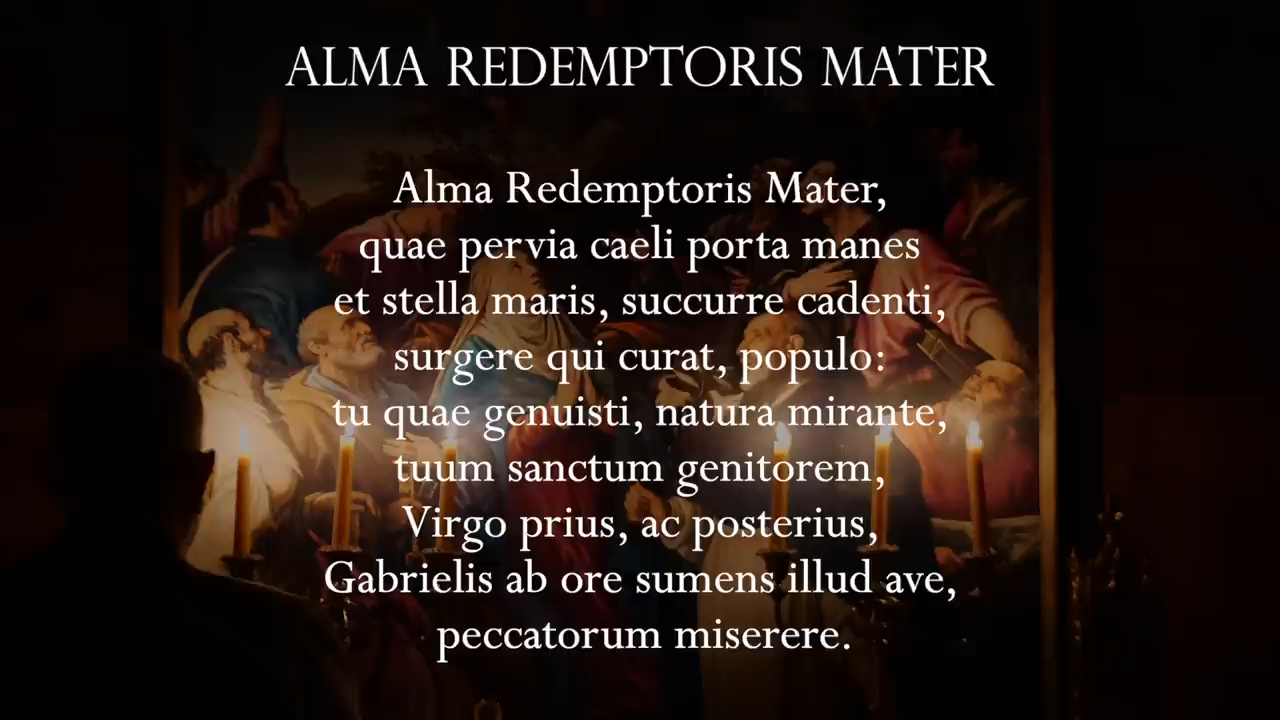 ALMA REDEMPTORIS MATER
Alma Redemptoris Mater,
quae pervia caeli porta manes
et stella maris, succurre cadenti,
surgere qui curat, populo:
tu quae genuisti, natura mirante,
tuum sanctum genitorem,
Virgo prius, ac posterius,
Gabrielis ab ore sumens illud ave,
peccatorum miserere.